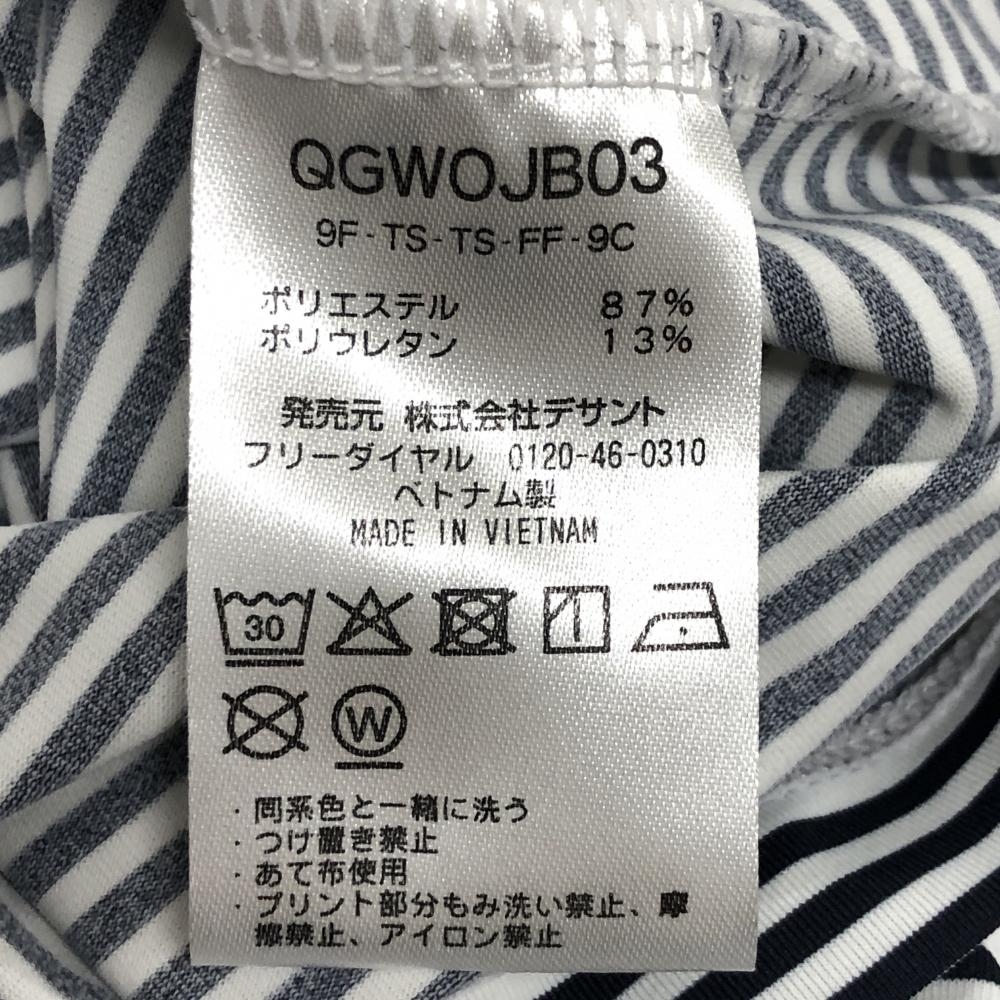 QGWOJB03
9F-TS-TS-FF-9C
ポリエステル 87%
ポリウレタン 13%
発売元 株式会社デサント
フリーダイヤル 0120-46-0310
ベトナム製
MADE IN VIETNAM
30
W
・同系色と一緒に洗う
・つけ置き禁止
・あて布使用
・プリント部分もみ洗い禁止、摩
擦禁止、アイロン禁止